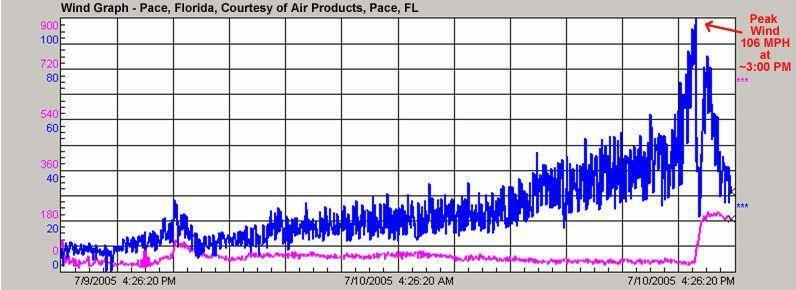 Wind Graph - Pace, Florida, Courtesy of Air Products, Pace, FL
900
100
720
80
540
60
360
40
180
20
0
0
Peak
Wind
106 MPH
at
~3:00 PM
***
***
7/9/2005 4:26:20 PM
7/10/2005 4:26:20 AM
7/10/2005 4:26:20 PM